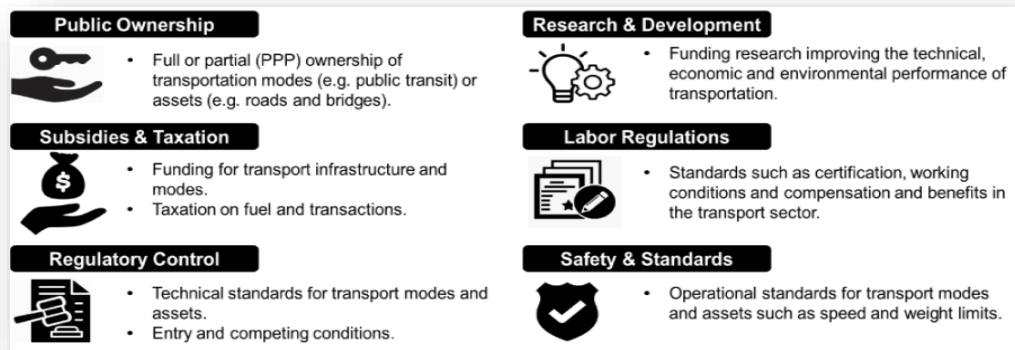 Public Ownership
• Full or partial (PPP) ownership of
transportation modes (e.g. public transit) or
assets (e.g. roads and bridges).
Subsidies & Taxation
$
• Funding for transport infrastructure and
modes.
• Taxation on fuel and transactions.
Regulatory Control
• Technical standards for transport modes and
assets.
• Entry and competing conditions.
Research & Development
• Funding research improving the technical,
economic and environmental performance of
transportation.
Labor Regulations
• Standards such as certification, working
conditions and compensation and benefits in
the transport sector.
Safety & Standards
• Operational standards for transport modes
and assets such as speed and weight limits.